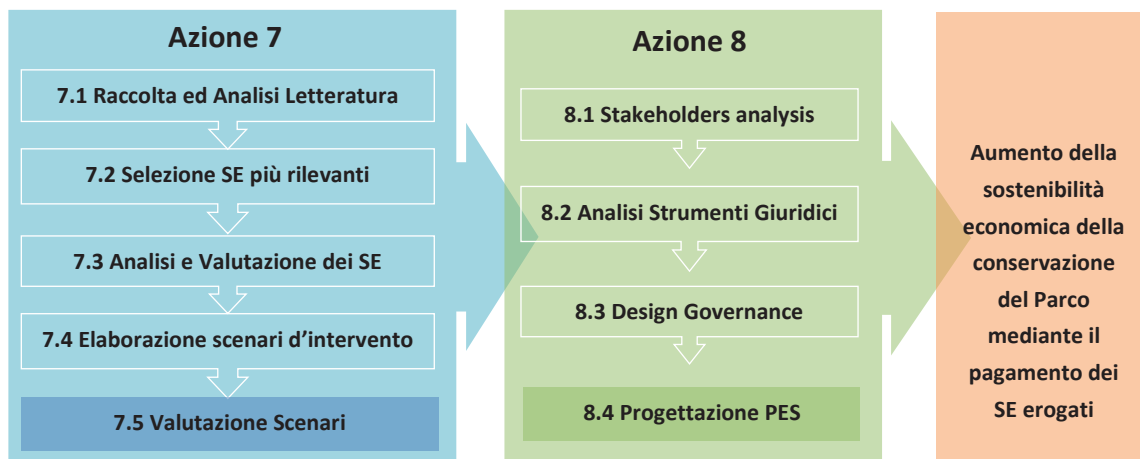 Azione 7
7.1 Raccolta ed Analisi Letteratura
7.2 Selezione SE più rilevanti
7.3 Analisi e Valutazione dei SE
7.4 Elaborazione scenari d’intervento
7.5 Valutazione Scenari
Azione 8
8.1 Stakeholders analysis
8.2 Analisi Strumenti Giuridici
8.3 Design Governance
8.4 Progettazione PES
Aumento della
sostenibilità
economica della
conservazione
del Parco
mediante il
pagamento dei
SE erogati